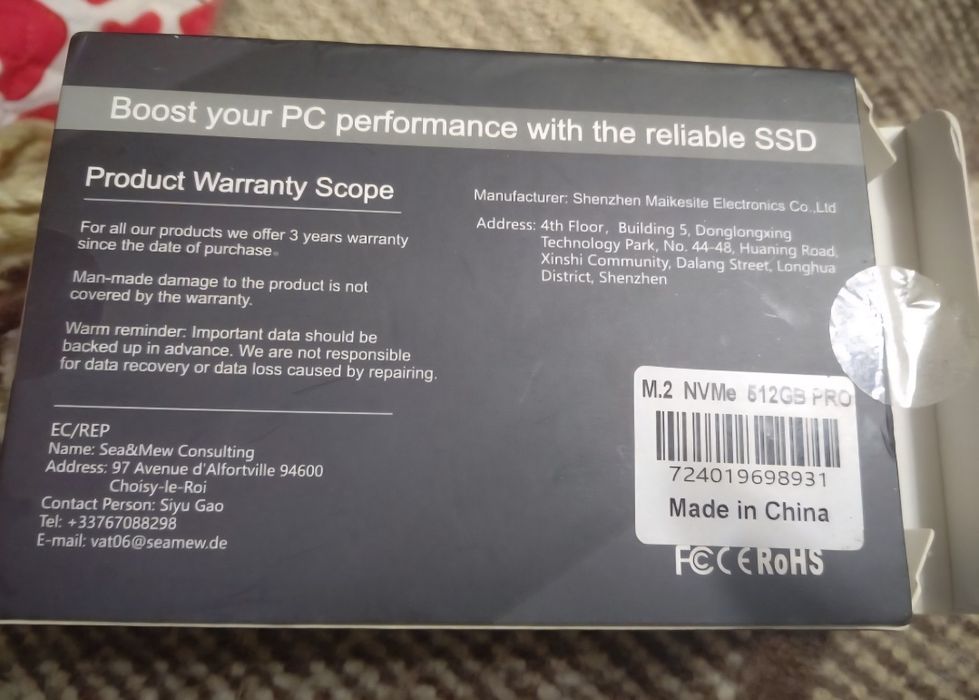 Boost your PC performance with the reliable SSD
Product Warranty Scope
For all our products we offer 3 years warranty
since the date of purchase。
Man-made damage to the product is not
covered by the warranty.
Warm reminder: Important data should be
backed up in advance. We are not responsible
for data recovery or data loss caused by repairing.
EC/REP
Name: Sea&Mew Consulting
Address: 97 Avenue d'Alfortville 94600
Choisy-le-Roi
Contact Person: Siyu Gao
Tel: +33767088298
E-mail: vat06@seamew.de
Manufacturer: Shenzhen Maikesite Electronics Co.,Ltd
Address: 4th Floor, Building 5, Donglongxing
Technology Park, No. 44-48, Huaning Road,
Xinshi Community, Dalang Street, Longhua
District, Shenzhen
M.2 NVMe 512GB PRO
724019698931
Made in China
FC CE RoHS